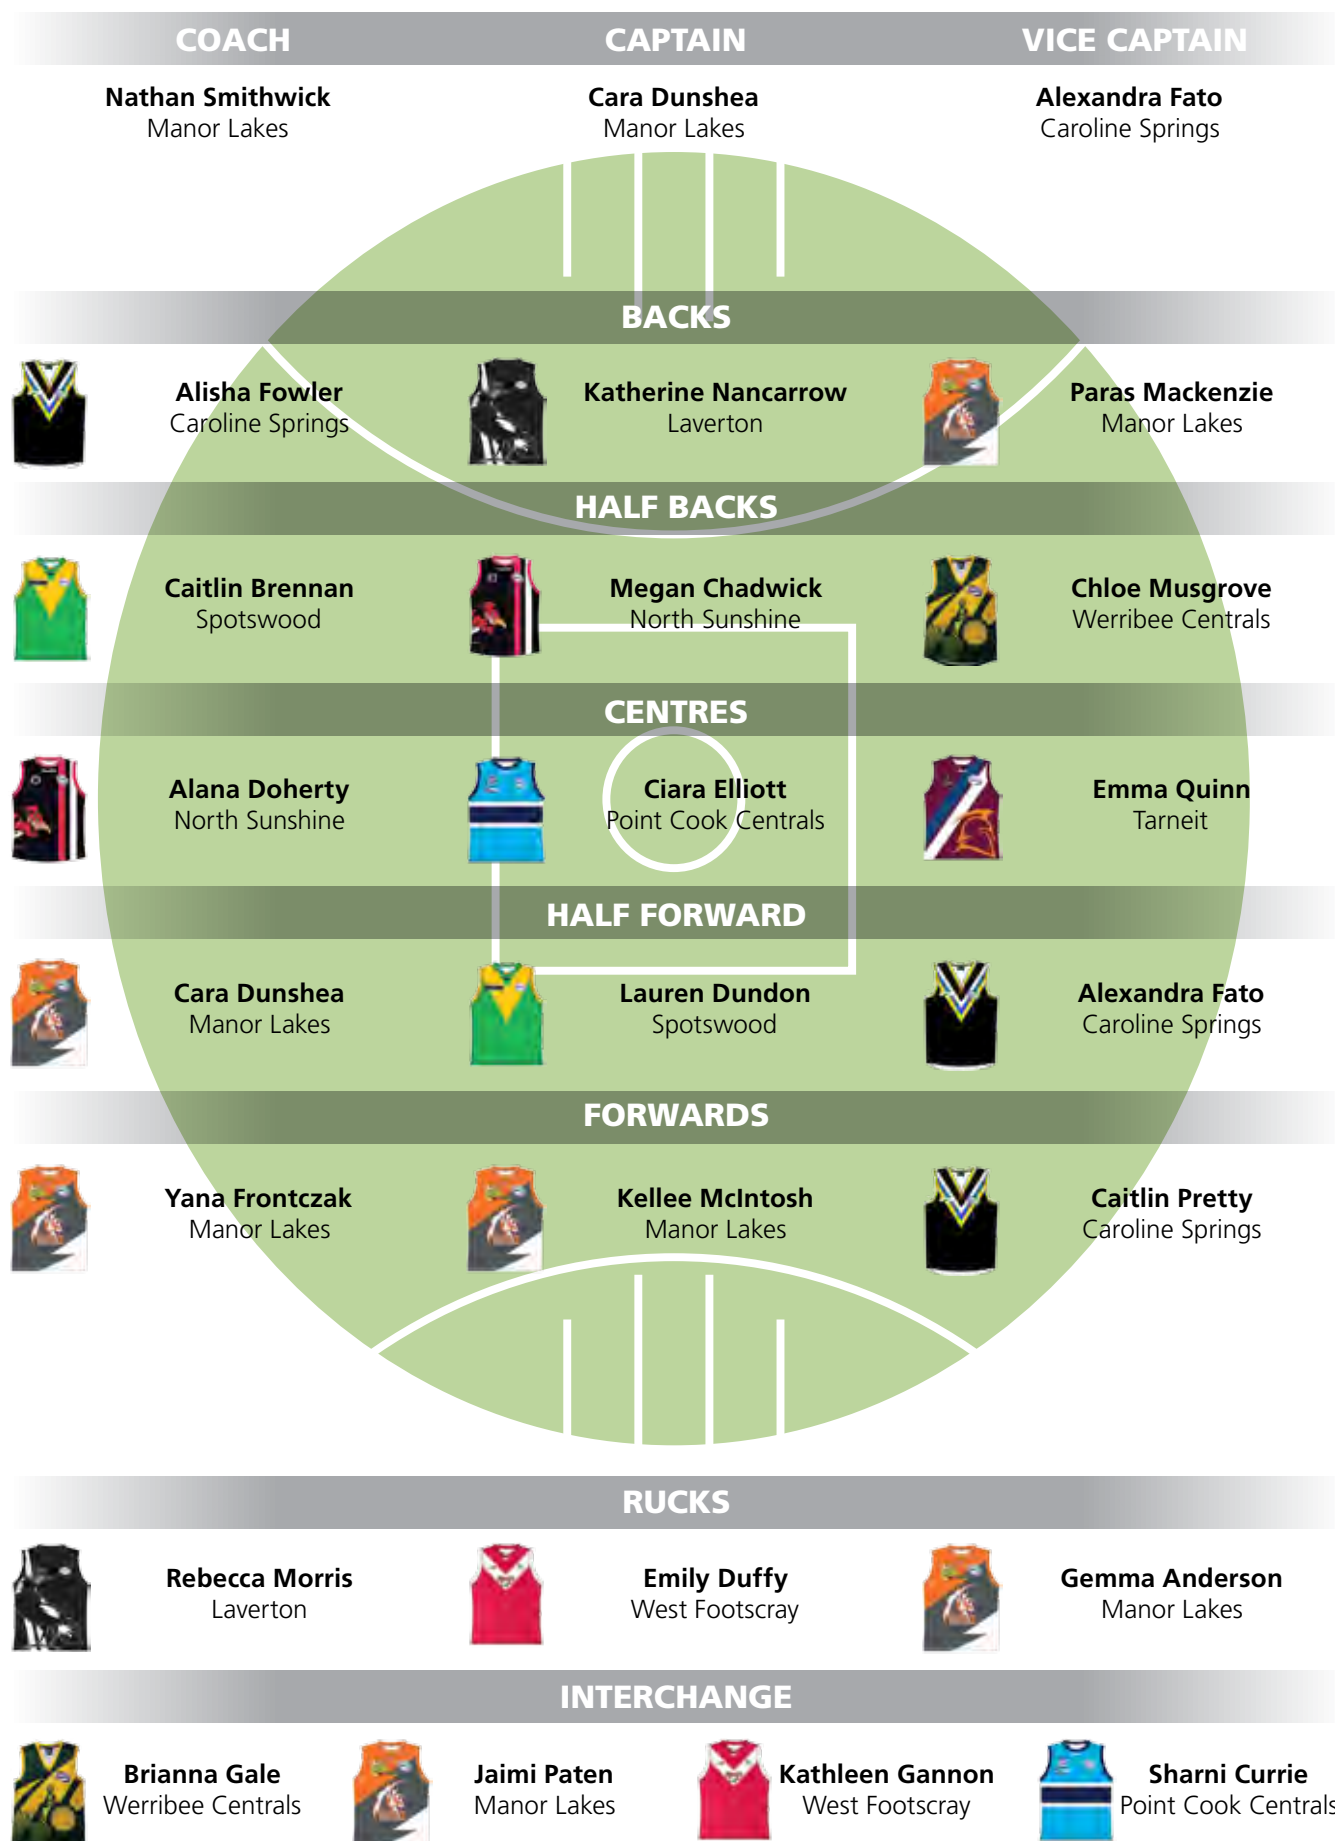 COACH CAPTAIN VICE CAPTAIN
Nathan Smithwick Cara Dunshea Alexandra Fato
Manor Lakes Manor Lakes Caroline Springs
BACKS
Alisha Fowler Katherine Nancarrow Paras Mackenzie
Caroline Springs Laverton Manor Lakes
HALF BACKS
Caitlin Brennan Megan Chadwick Chloe Musgrove
Spotswood North Sunshine Werribee Centrals
CENTRES
Alana Doherty Ciara Elliott Emma Quinn
North Sunshine Point Cook Centrals Tarneit
HALF FORWARD
Cara Dunshea Lauren Dundon Alexandra Fato
Manor Lakes Spotswood Caroline Springs
FORWARDS
Yana Frontczak Kellee McIntosh Caitlin Pretty
Manor Lakes Manor Lakes Caroline Springs
RUCKS
Rebecca Morris Emily Duffy Gemma Anderson
Laverton West Footscray Manor Lakes
INTERCHANGE
Brianna Gale Jaimi Paten Kathleen Gannon Sharni Currie
Werribee Centrals Manor Lakes West Footscray Point Cook Centrals